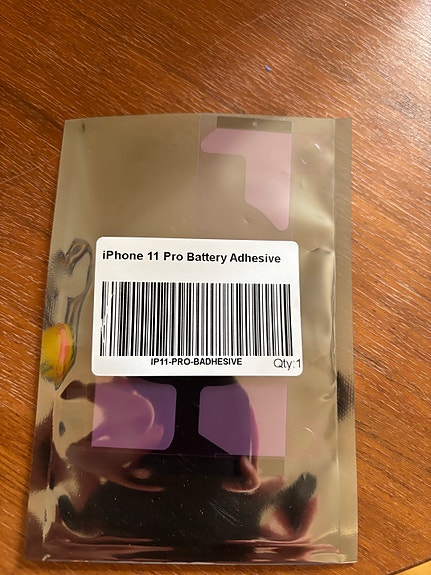 iPhone 11 Pro Battery Adhesive
IP11-PRO-BADHESIVE
Qty:1